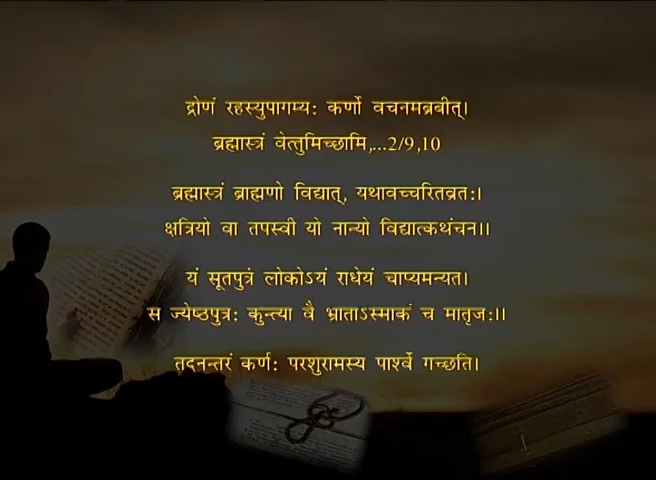 द्रोणं रहस्युपागम्य: कर्णो वचनमब्रबीत्।
ब्रह्मास्त्रं वेत्तुमिच्छामि,...2/9,10
ब्रह्मास्त्रं ब्राह्मणो विद्यात्, यथावच्चरितव्रत:।
क्षत्रियो वा तपस्वी यो नान्यो विद्यात्कथंचन।।
यं सूतपुत्रं लोकोऽयं राधेयं चाप्यमन्यत।
स ज्येष्ठपुत्र: कुन्त्या वै भ्राताऽस्माकं च मातृज:।।
तदनन्तरं कर्ण: परशुरामस्य पार्श्वे गच्छति।